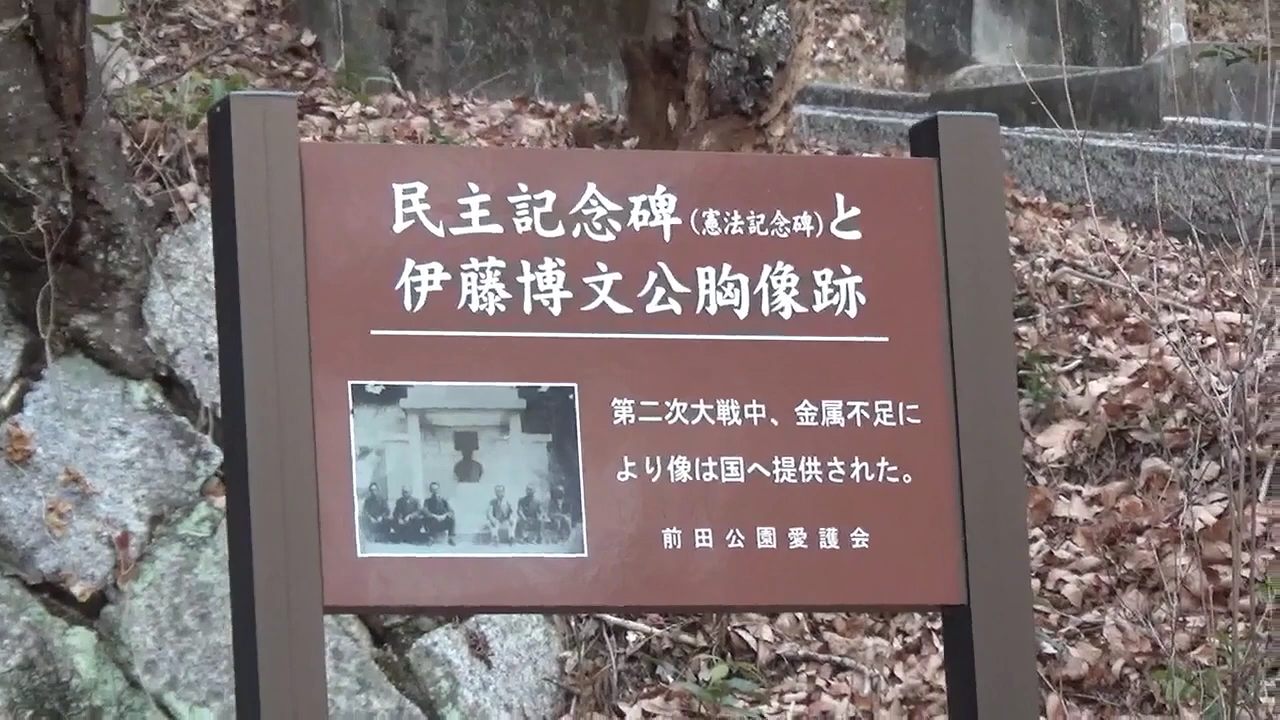 民主記念碑(憲法記念碑)と
伊藤博文公胸像跡
第二次大戦中、金属不足に
より像は国へ提供された。
前田公園愛護会